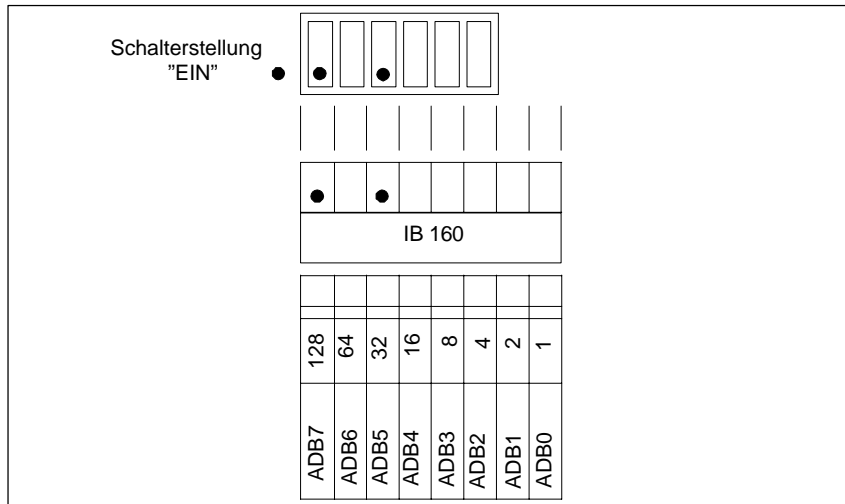 Schalterstellung
”EIN”
IB 160
128 64 32 16 8 4 2 1
ADB7 ADB6 ADB5 ADB4 ADB3 ADB2 ADB1 ADB0